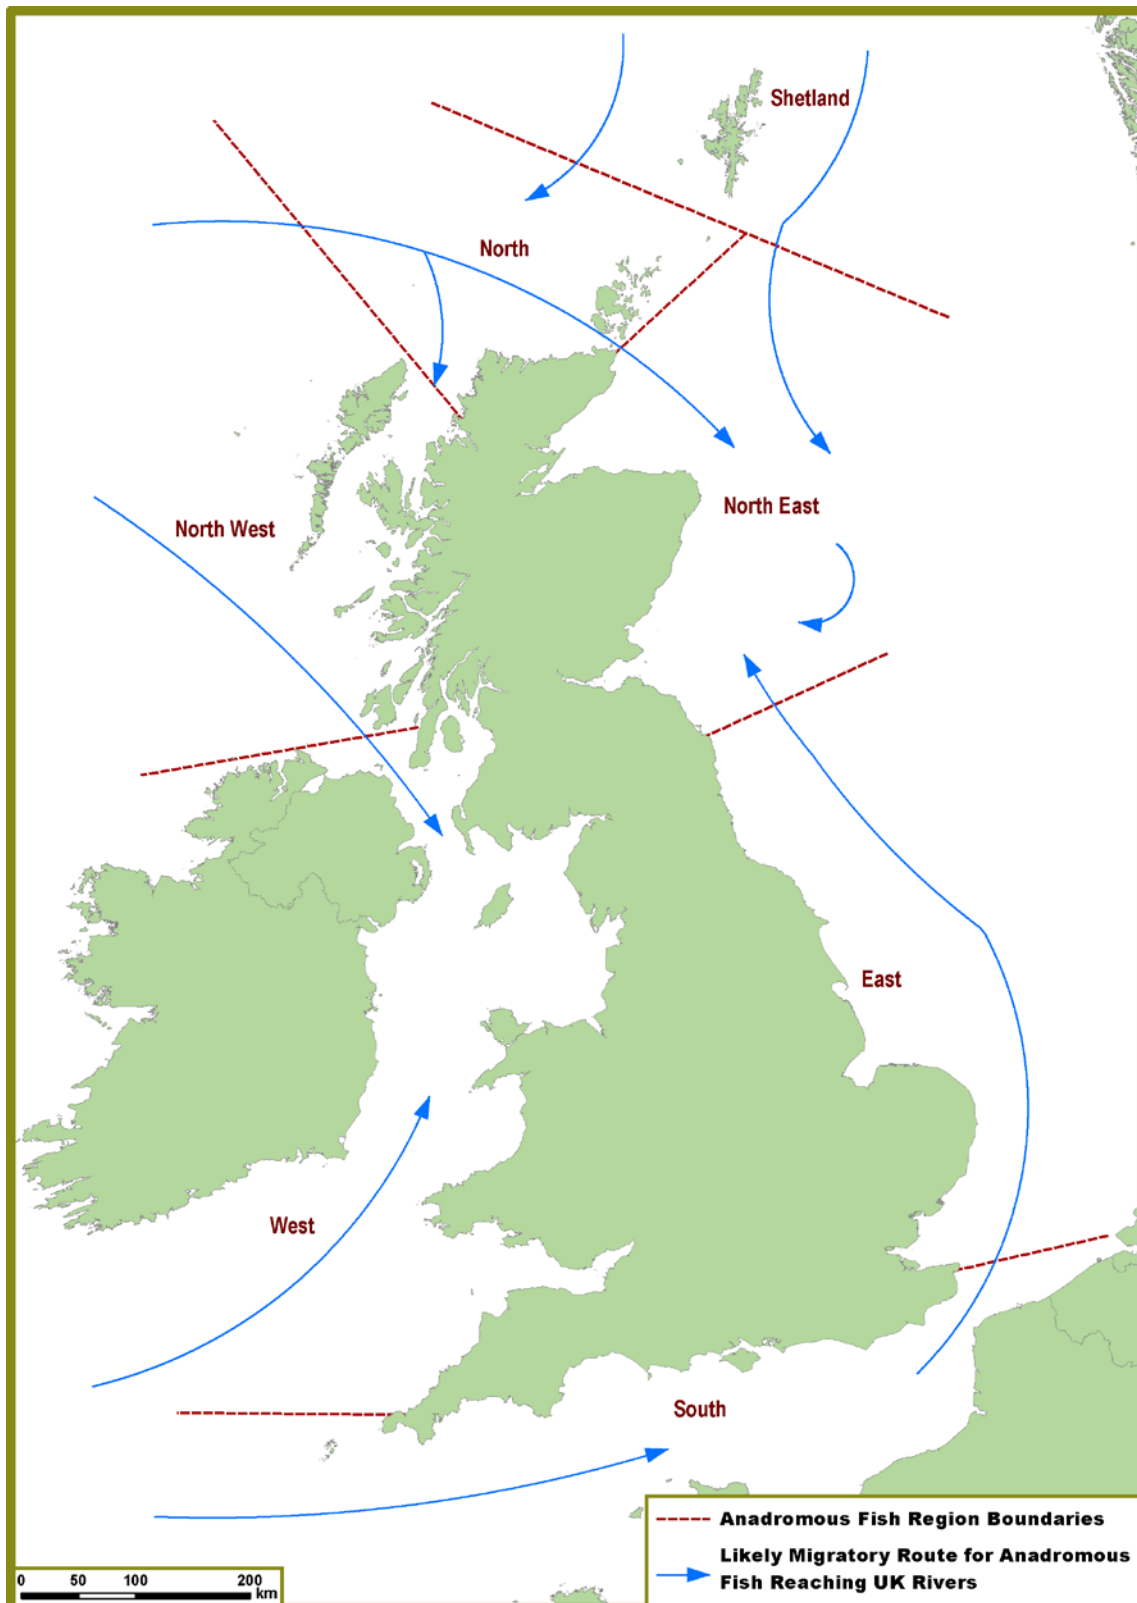 Shetland
North
North East
North West
East
West
South
Anadromous Fish Region Boundaries
Likely Migratory Route for Anadromous
Fish Reaching UK Rivers
0 50 100 200
km